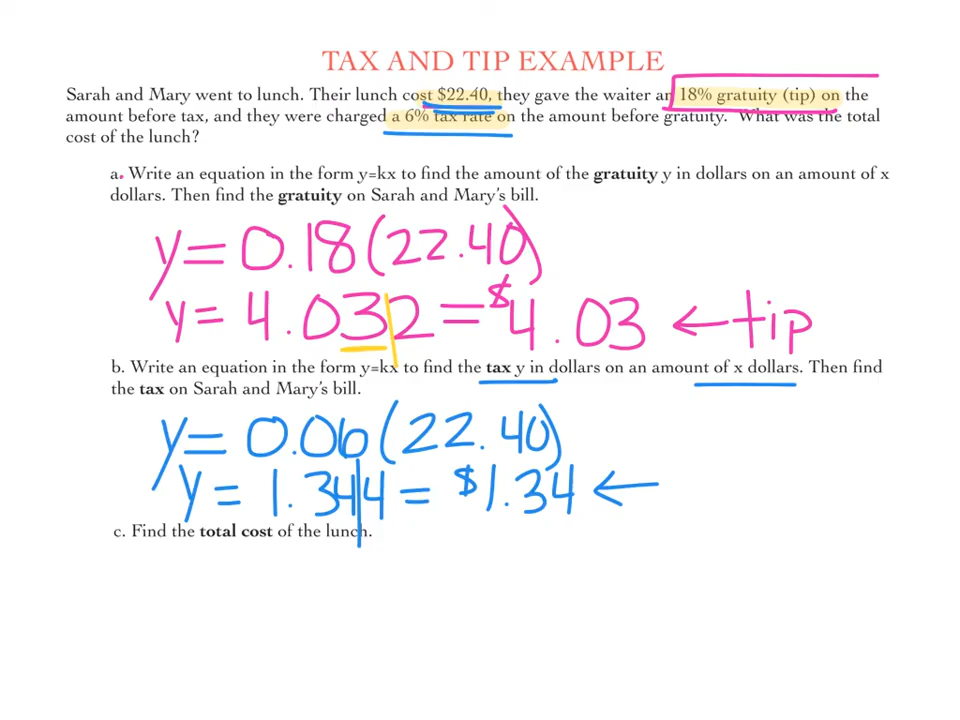 TAX AND TIP EXAMPLE
Sarah and Mary went to lunch. Their lunch cost $22.40, they gave the waiter an 18% gratuity (tip) on the
amount before tax, and they were charged a 6% tax rate on the amount before gratuity. What was the total
cost of the lunch?
a. Write an equation in the form y=kx to find the amount of the gratuity y in dollars on an amount of x
dollars. Then find the gratuity on Sarah and Mary's bill.
y = 0.18(22.40)
y = 4.032 = $4.03 ← tip
b. Write an equation in the form y=kx to find the tax y in dollars on an amount of x dollars. Then find
the tax on Sarah and Mary's bill.
y = 0.06(22.40)
y = 1.344 = $1.34 ←
c. Find the total cost of the lunch.